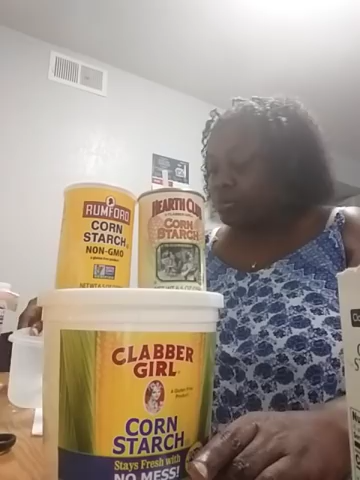 RUMFORD
CORN
STARCH
NON-GMO
HEARTH CLUB
CORN
STARCH
CLABBER
GIRL
CORN
STARCH
Stays Fresh with
NO MESS!